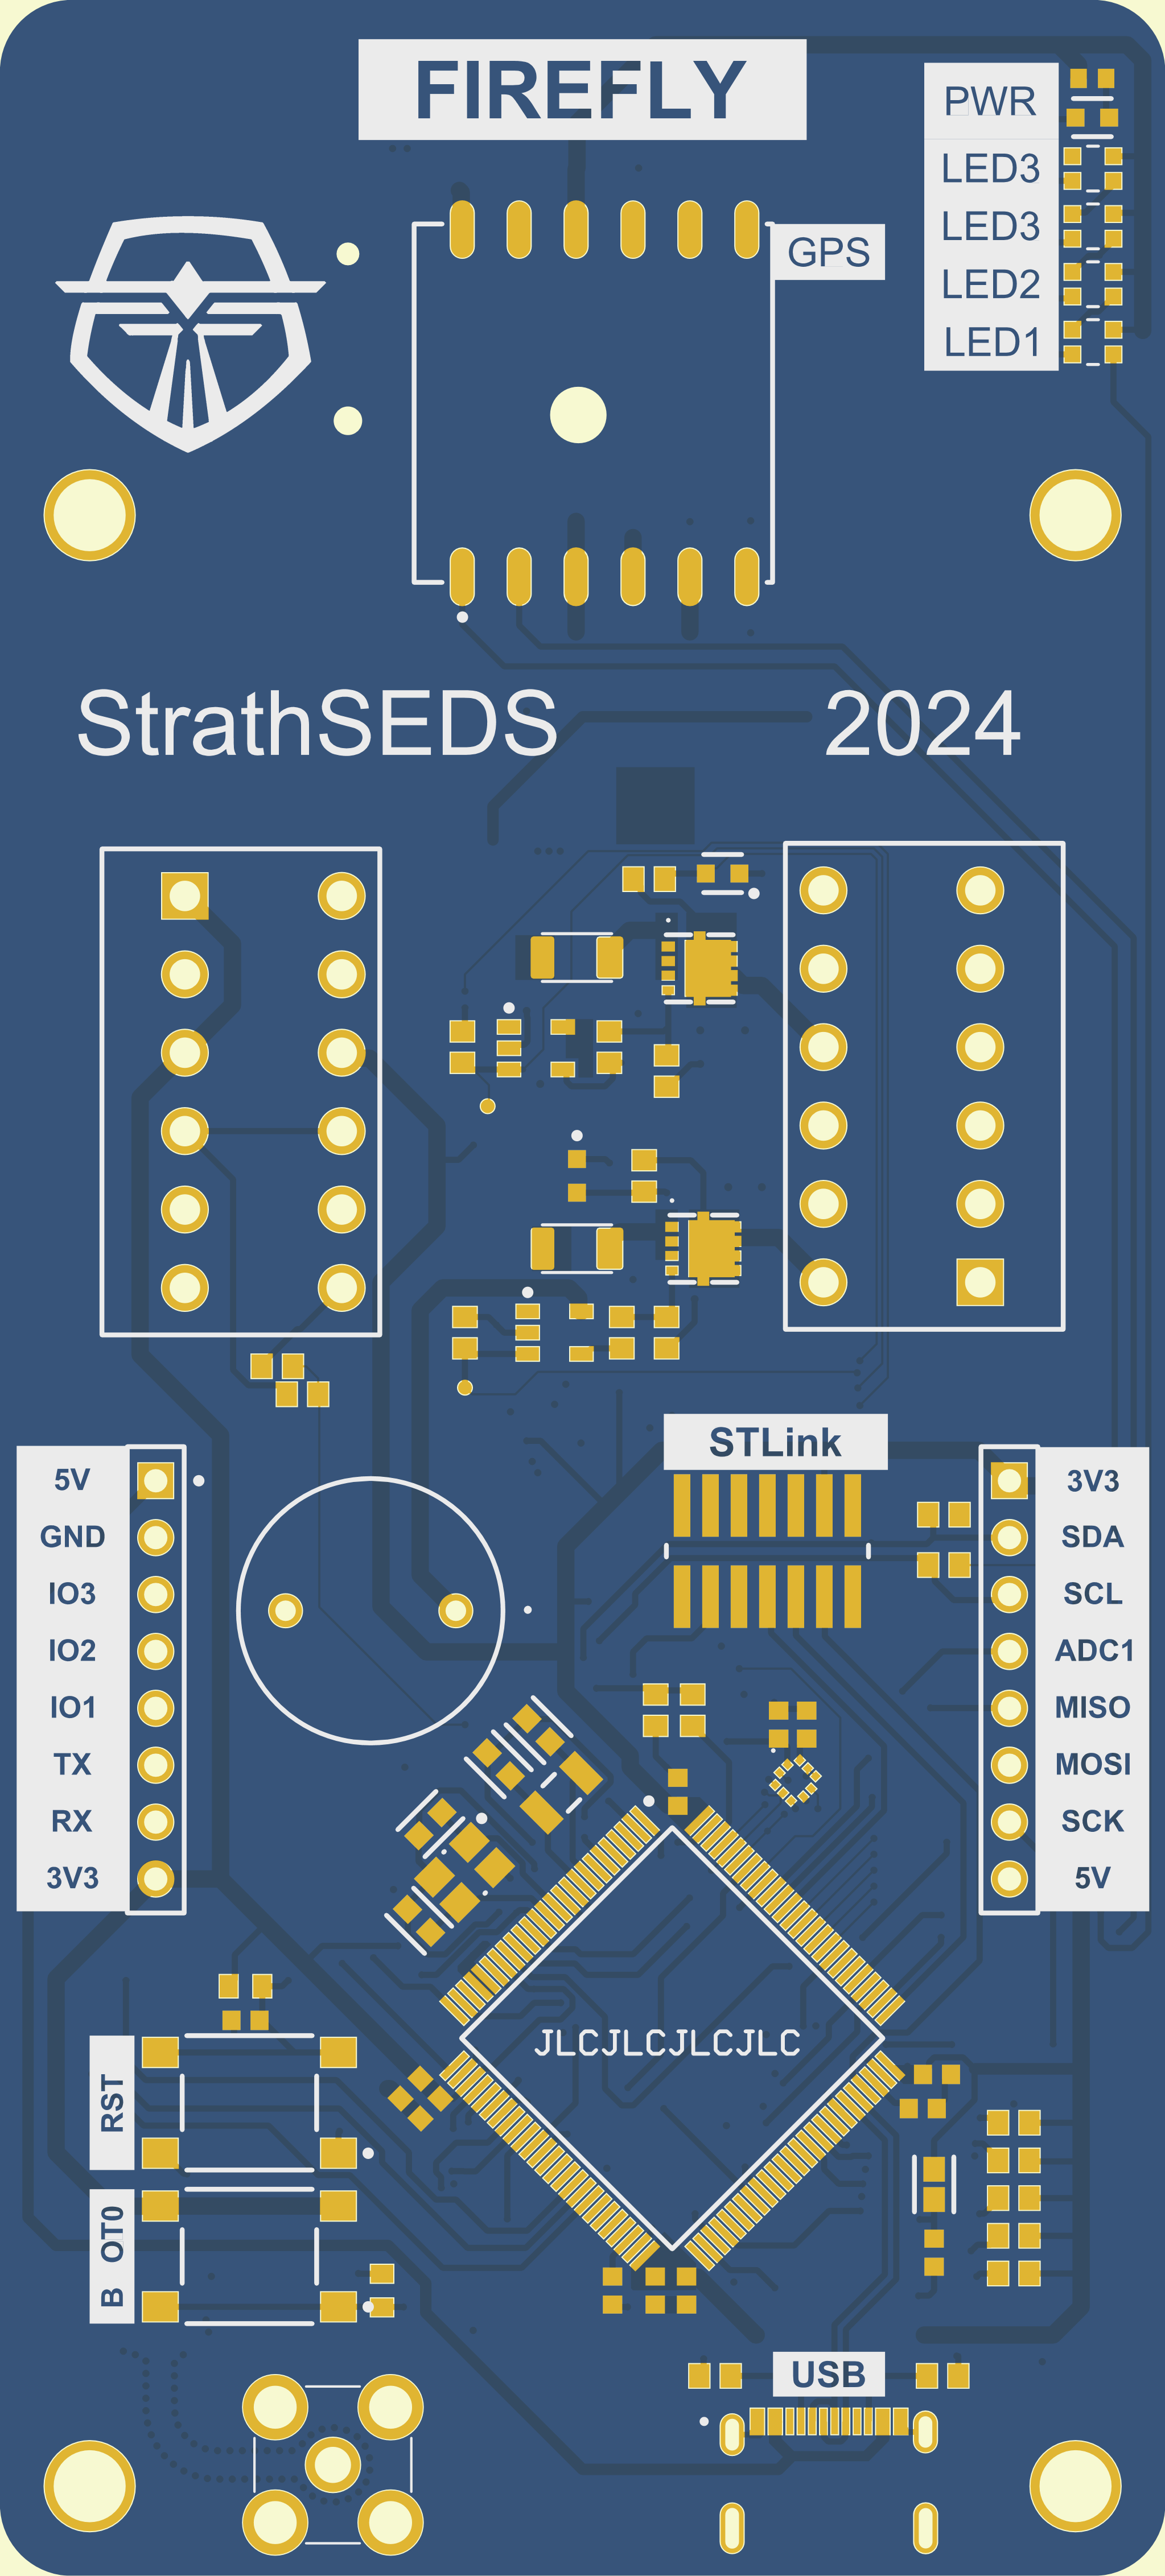 FIREFLY
PWR
LED3
LED3
LED2
LED1
GPS
StrathSEDS 2024
STLink
5V
GND
IO3
IO2
IO1
TX
RX
3V3
3V3
SDA
SCL
ADC1
MISO
MOSI
SCK
5V
JLCJLCJLCJLC
RST
B OT0
USB